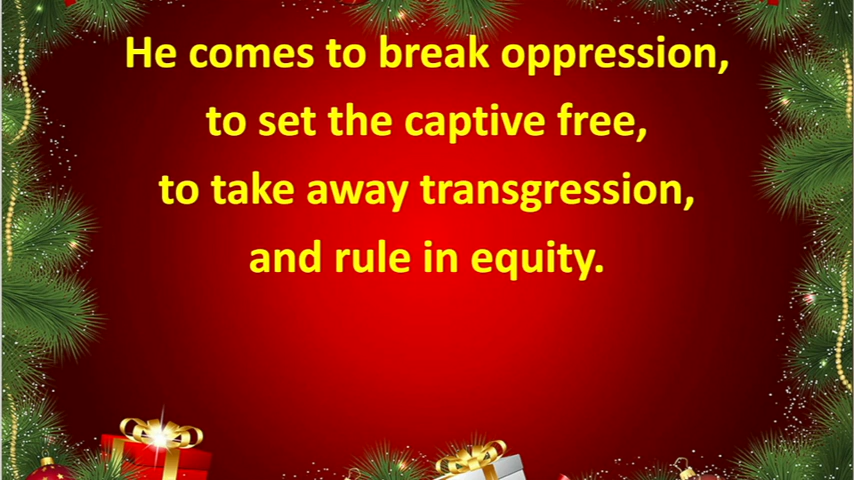 He comes to break oppression,
to set the captive free,
to take away transgression,
and rule in equity.